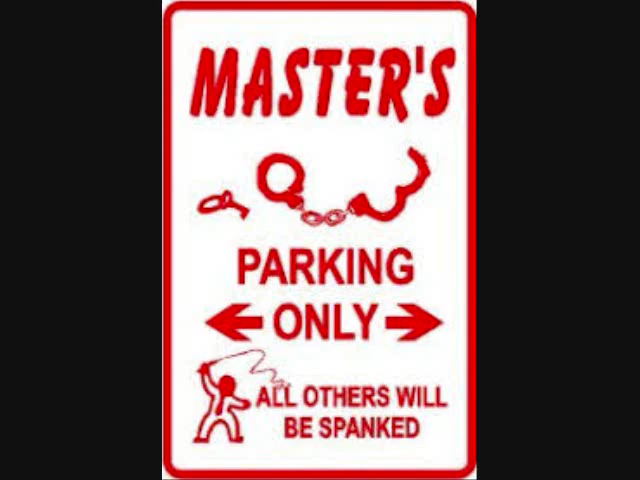 MASTER'S
PARKING
ONLY
ALL OTHERS WILL
BE SPANKED